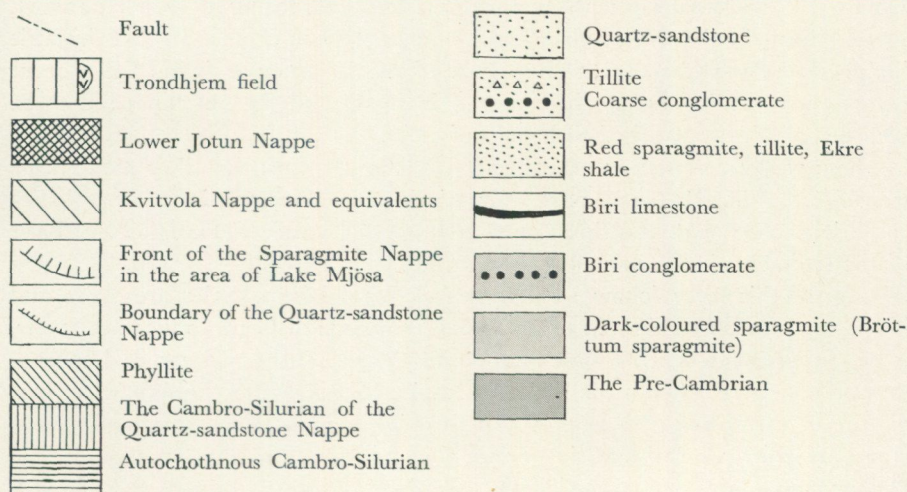 Fault
Trondhjem field
Lower Jotun Nappe
Kvitvola Nappe and equivalents
Front of the Sparagmite Nappe
in the area of Lake Mjösa
Boundary of the Quartz-sandstone
Nappe
Phyllite
The Cambro-Silurian of the
Quartz-sandstone Nappe
Autochothnous Cambro-Silurian
Quartz-sandstone
Tillite
Coarse conglomerate
Red sparagmite, tillite, Ekre
shale
Biri limestone
Biri conglomerate
Dark-coloured sparagmite (Bröt-
tum sparagmite)
The Pre-Cambrian